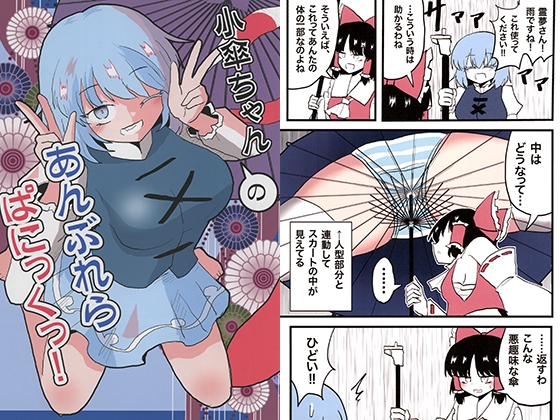 小傘ちゃん
の
あんぶれら
ぱにっくっ！
霊夢さん！
雨ですね！
これ使って
ください！！
ザアア
…こういう時は
助かるわね
そういえば、
これってあんたの
体の一部なのよね
中は
どうなって…
↑人型部分と
連動して
スカートの中が
見えてる
……
……返すわ
こんな
悪趣味な傘
ひどい!!